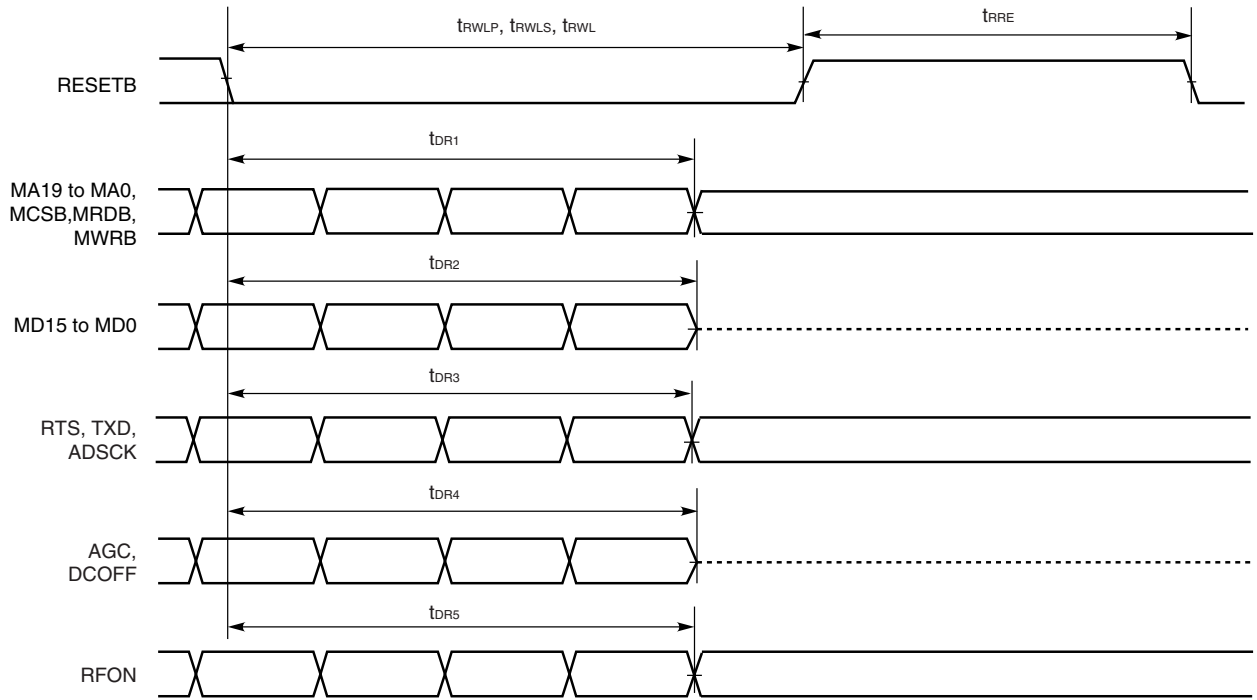 tRWLP, tRWLS, tRWL
tRRE
RESETB
tDR1
MA19 to MA0,
MCSB,MRDB,
MWRB
tDR2
MD15 to MD0
tDR3
RTS, TXD,
ADSCK
tDR4
AGC,
DCOFF
tDR5
RFON